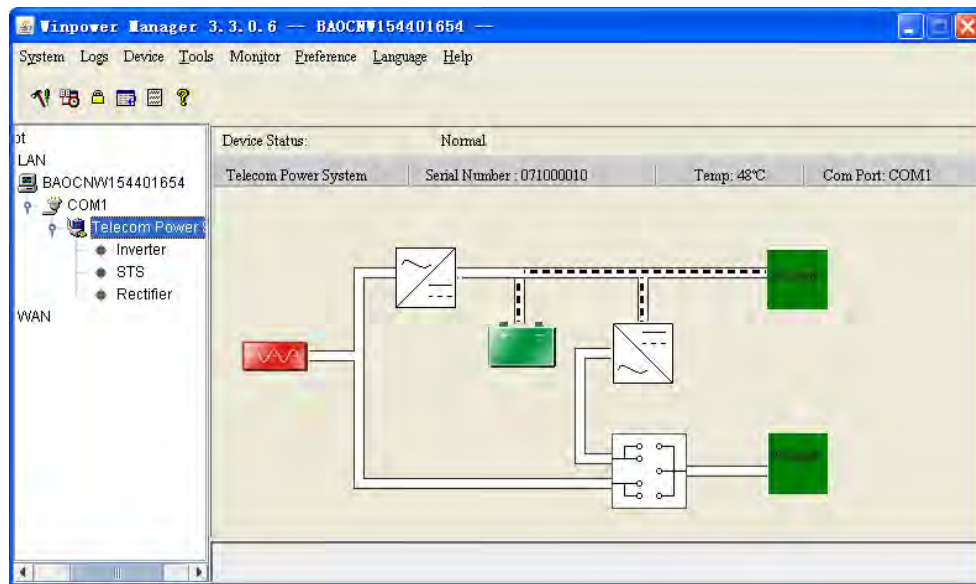 Winpower Manager 3.3.0.6 -- BAOCNW154401654 --
System Logs Device Tools Monitor Preference Language Help
ot
LAN
BAOCNW154401654
COM1
Telecom Power S
Inverter
STS
Rectifier
WAN
Device Status: Normal
Telecom Power System Serial Number : 071000010 Temp: 48°C Com Port: COM1